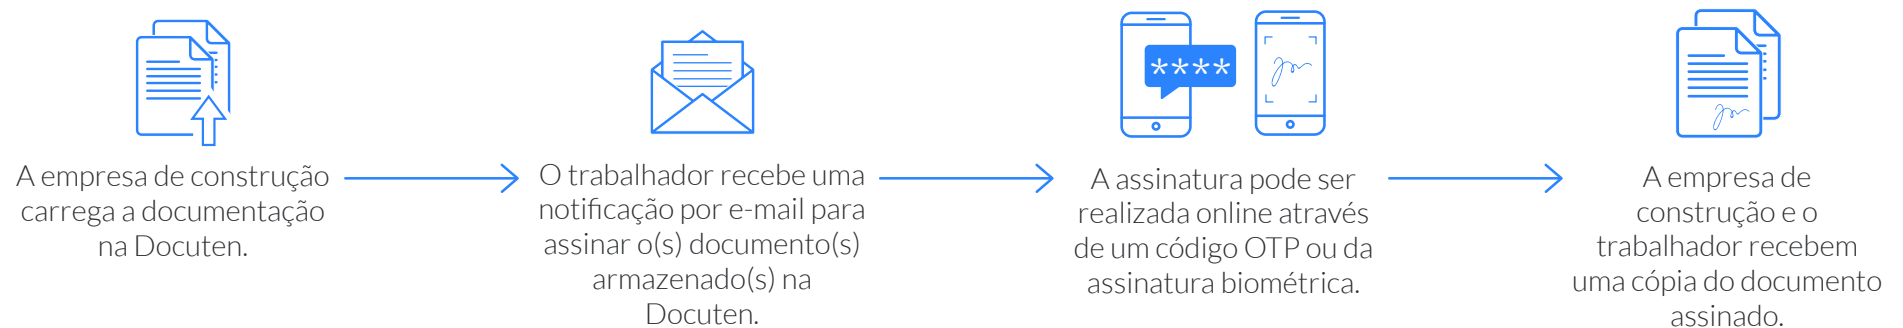 ****
A empresa de construção
carrega a documentação
na Docuten.
O trabalhador recebe uma
notificação por e-mail para
assinar o(s) documento(s)
armazenado(s) na
Docuten.
A assinatura pode ser
realizada online através
de um código OTP ou da
assinatura biométrica.
A empresa de
construção e o
trabalhador recebem
uma cópia do documento
assinado.